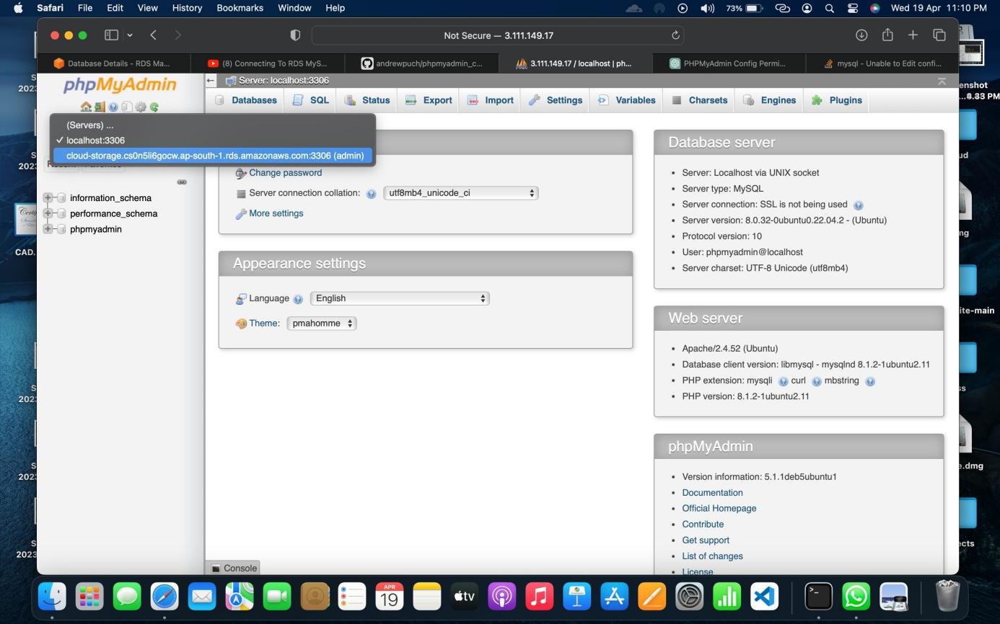 Safari File Edit View History Bookmarks Window Help 73% Wed 19 Apr 11:10 PM
Not Secure — 3.111.149.17
Database Details - RDS Ma... (8) Connecting To RDS MyS... andrewpuch/phpmyadmin_c... 3.111.149.17 / localhost | ph... PHPMyAdmin Config Permi... mysql - Unable to Edit confi...
phpMyAdmin
Server: localhost:3306
Databases SQL Status Export Import Settings Variables Charsets Engines Plugins
(Servers) ...
✓ localhost:3306
cloud-storage.cs0n5li6gocw.ap-south-1.rds.amazonaws.com:3306 (admin)
information_schema
performance_schema
phpmyadmin
Change password
Server connection collation: utf8mb4_unicode_ci
More settings
Appearance settings
Language English
Theme: pmahomme
Database server
• Server: Localhost via UNIX socket
• Server type: MySQL
• Server connection: SSL is not being used
• Server version: 8.0.32-0ubuntu0.22.04.2 - (Ubuntu)
• Protocol version: 10
• User: phpmyadmin@localhost
• Server charset: UTF-8 Unicode (utf8mb4)
Web server
• Apache/2.4.52 (Ubuntu)
• Database client version: libmysql - mysqlnd 8.1.2-1ubuntu2.11
• PHP extension: mysqli curl mbstring
• PHP version: 8.1.2-1ubuntu2.11
phpMyAdmin
• Version information: 5.1.1deb5ubuntu1
• Documentation
• Official Homepage
• Contribute
• Get support
• List of changes
• License
Console
CAD.
APR
19
tv